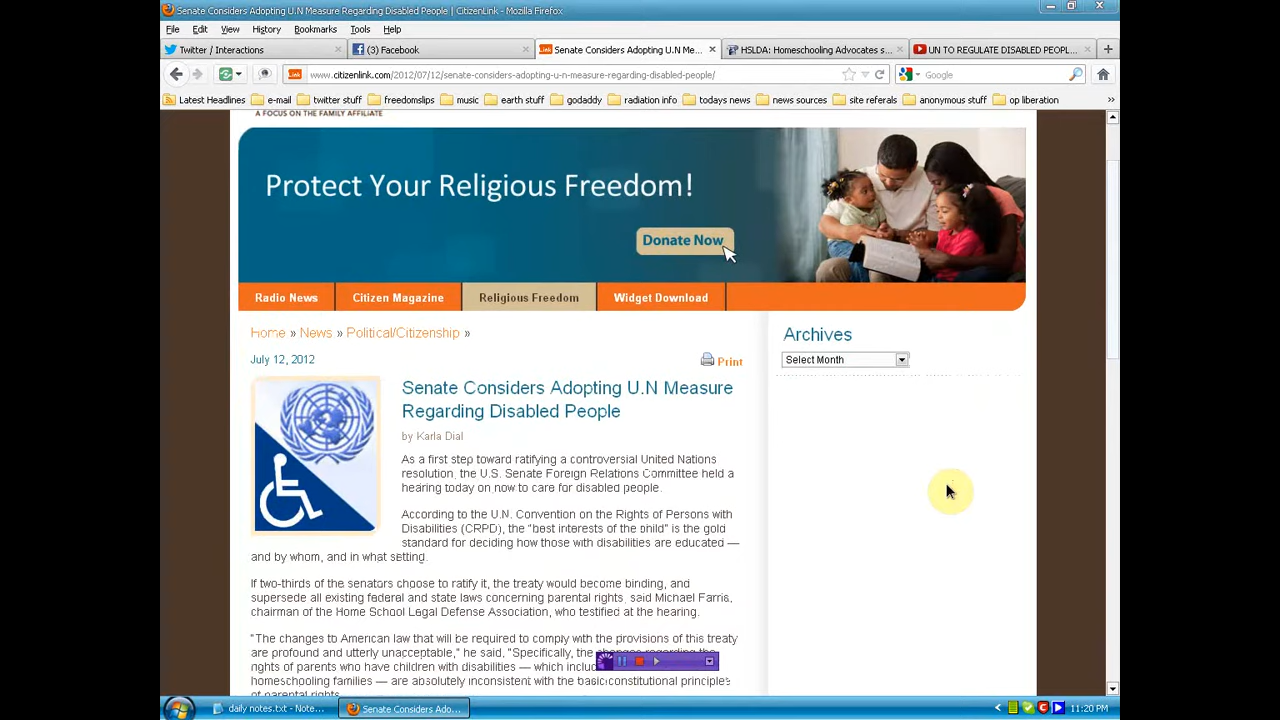 Senate Considers Adopting U.N Measure Regarding Disabled People | CitizenLink - Mozilla Firefox
File Edit View History Bookmarks Tools Help
Twitter / Interactions
(3) Facebook
Senate Considers Adopting U.N Me...
HSLDA: Homeschooling Advocates s...
UN TO REGULATE DISABLED PEOPL...
www.citizenlink.com/2012/07/12/senate-considers-adopting-u-n-measure-regarding-disabled-people/
Google
Latest Headlines e-mail twitter stuff freedomslips music earth stuff godaddy radiation info todays news news sources site referals anonymous stuff op liberation
A FOCUS ON THE FAMILY AFFILIATE
Protect Your Religious Freedom!
Donate Now
Radio News Citizen Magazine Religious Freedom Widget Download
Home » News » Political/Citizenship »
July 12, 2012
Print
Senate Considers Adopting U.N Measure
Regarding Disabled People
by Karla Dial
As a first step toward ratifying a controversial United Nations
resolution, the U.S. Senate Foreign Relations Committee held a
hearing today on now to care for disabled people.
According to the U.N. Convention on the Rights of Persons with
Disabilities (CRPD), the "best interests of the child" is the gold
standard for deciding how those with disabilities are educated —
and by whom, and in what setting.
If two-thirds of the senators choose to ratify it, the treaty would become binding, and
supersede all existing federal and state laws concerning parental rights, said Michael Farris,
chairman of the Home School Legal Defense Association, who testified at the hearing.
"The changes to American law that will be required to comply with the provisions of this treaty
are profound and utterly unacceptable," he said. "Specifically, the changes regarding the
rights of parents who have children with disabilities — which inclu
homeschooling families — are absolutely inconsistent with the basic constitutional principles
of parental rights.
Archives
Select Month
daily notes.txt - Note...
Senate Considers Ado...
11:20 PM